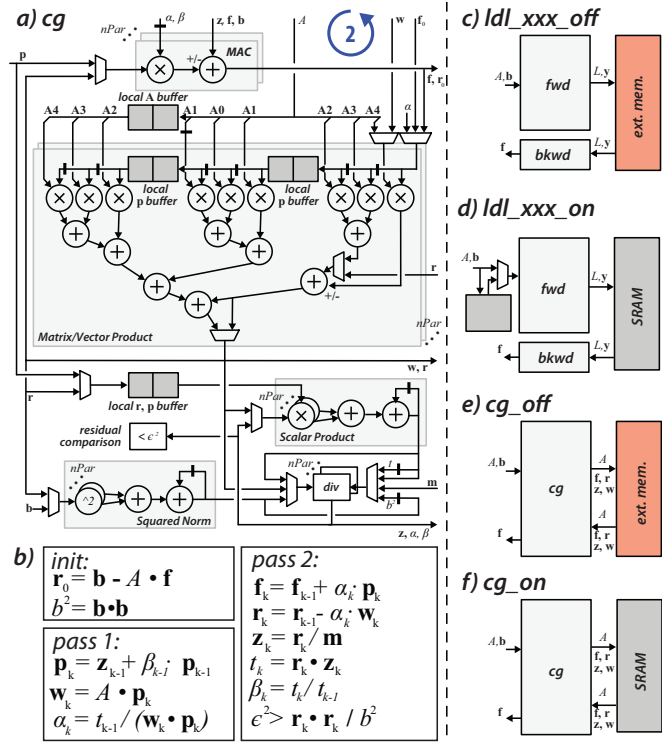 a) cg
nPar
α, β
z, f, b
A
2
w
f₀
p
+/-
MAC
f, r₀
local A buffer
A4 A3 A2 A1 A0 A1 A2 A3 A4
α
local p buffer
local p buffer
r
+/-
Matrix/Vector Product
nPar
w, r
r
local r, p buffer
nPar
residual comparison
< ϵ²
Scalar Product
nPar
nPar
t
div
m
b²
b
^2
Squared Norm
z, α, β
b)
init:
r₀ = b - A • f
b² = b•b
pass 1:
pₖ = zₖ₋₁ + βₖ₋₁· pₖ₋₁
wₖ = A • pₖ
αₖ = tₖ₋₁ / (wₖ • pₖ)
pass 2:
fₖ = fₖ₋₁ + αₖ· pₖ
rₖ = rₖ₋₁ - αₖ· wₖ
zₖ = rₖ / m
tₖ = rₖ • zₖ
βₖ = tₖ / tₖ₋₁
ϵ² > rₖ • rₖ / b²
c) ldl_xxx_off
A,b
fwd
L,y
ext. mem.
f
bkwd
L,y
d) ldl_xxx_on
A,b
fwd
L,y
SRAM
f
bkwd
L,y
e) cg_off
A,b
cg
A
f, r
z, w
ext. mem.
A
f
f, r
z, w
f) cg_on
A,b
cg
A
f, r
z, w
SRAM
A
f
f, r
z, w